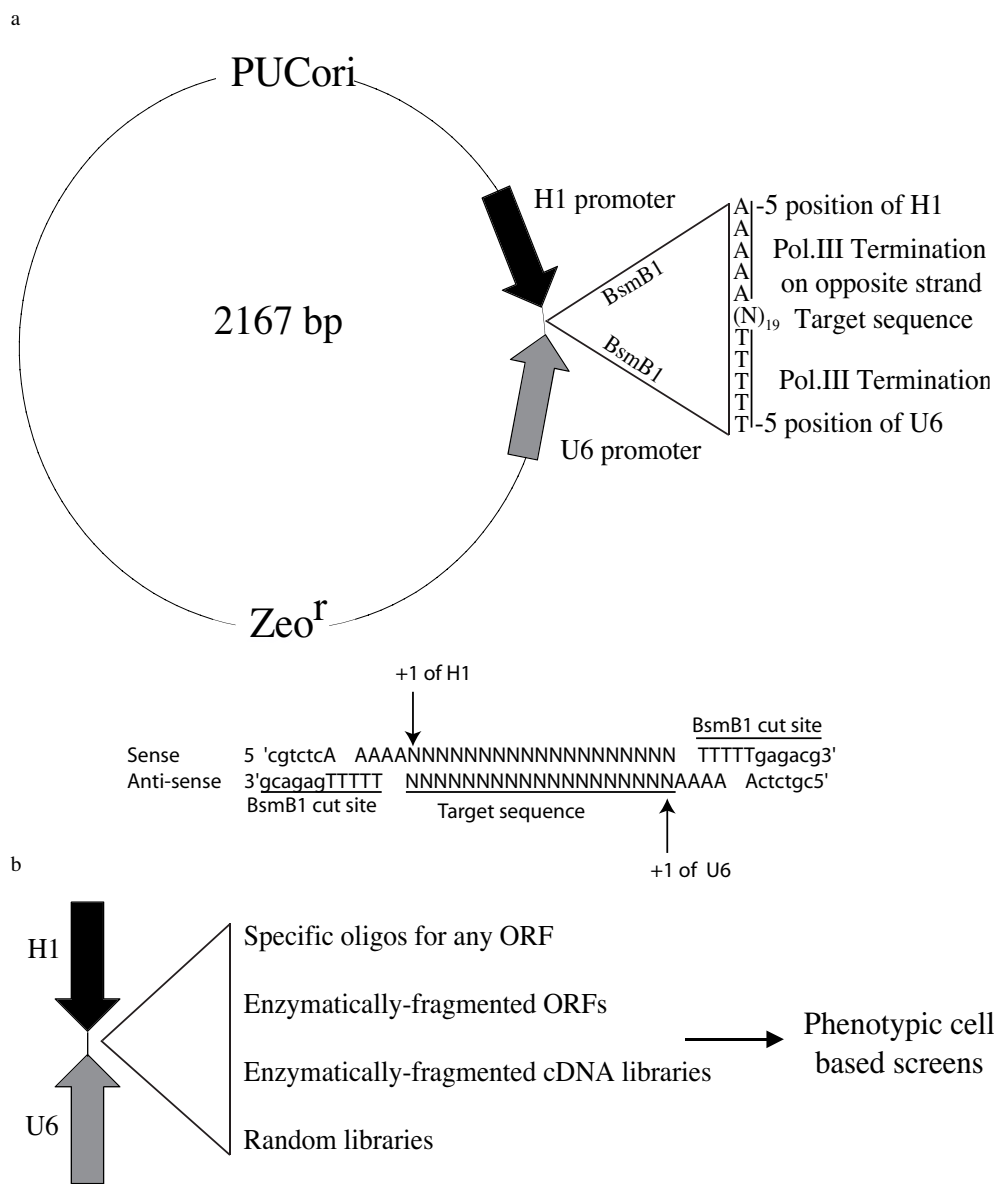 a
PUCori
H1 promoter
2167 bp
U6 promoter
Zeo^r
BsmB1
BsmB1
A -5 position of H1
A
A Pol.III Termination
A on opposite strand
A
(N)19 Target sequence
T
T
T Pol.III Termination
T
T -5 position of U6
+1 of H1
BsmB1 cut site
Sense 5 'cgtctcA AAAANNNNNNNNNNNNNNNNNNN TTTTTgagacg3'
Anti-sense 3'gcagagTTTTT NNNNNNNNNNNNNNNNNNNAAAA Actctgc5'
BsmB1 cut site Target sequence
+1 of U6
b
H1
U6
Specific oligos for any ORF
Enzymatically-fragmented ORFs
Enzymatically-fragmented cDNA libraries
Random libraries
Phenotypic cell
based screens